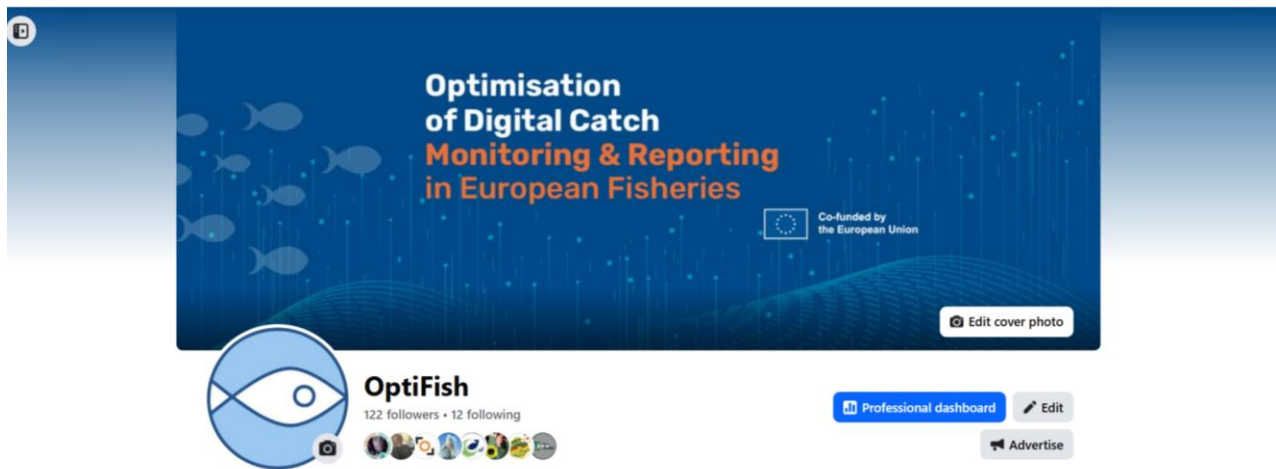 Optimisation
of Digital Catch
Monitoring & Reporting
in European Fisheries
Co-funded by
the European Union
Edit cover photo
OptiFish
122 followers • 12 following
Professional dashboard
Edit
Advertise